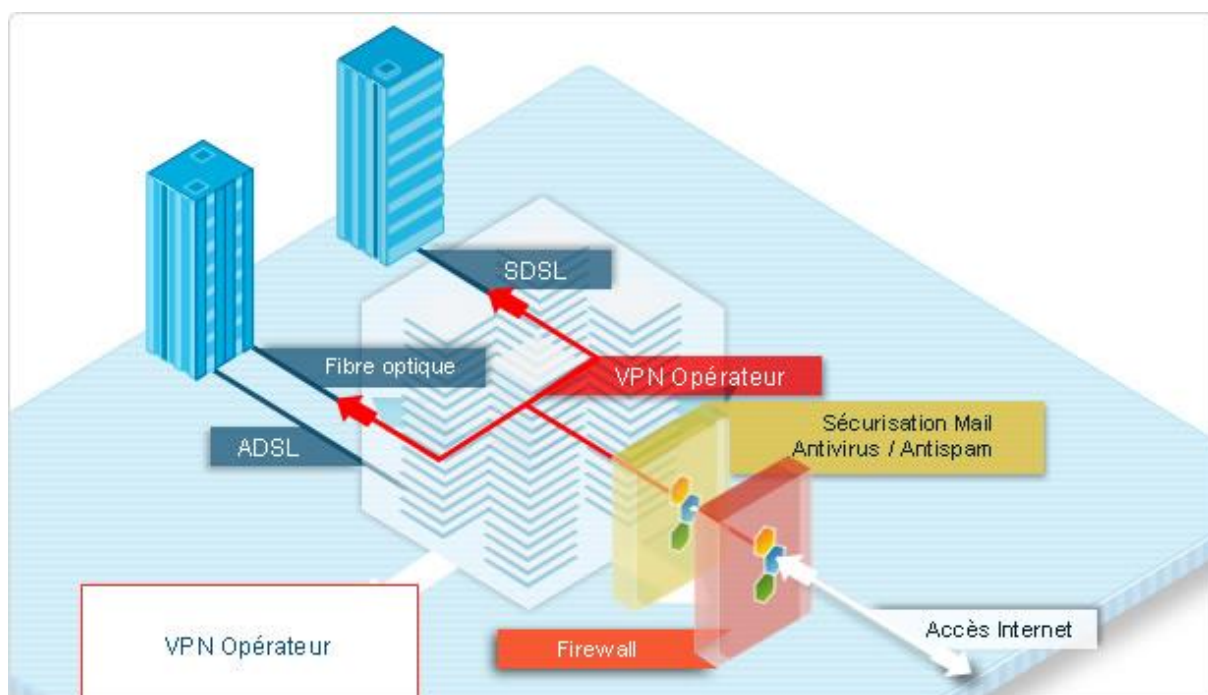 SDSL
Fibre optique
VPN Opérateur
ADSL
Sécurisation Mail
Antivirus / Antispam
VPN Opérateur
Firewall
Accès Internet